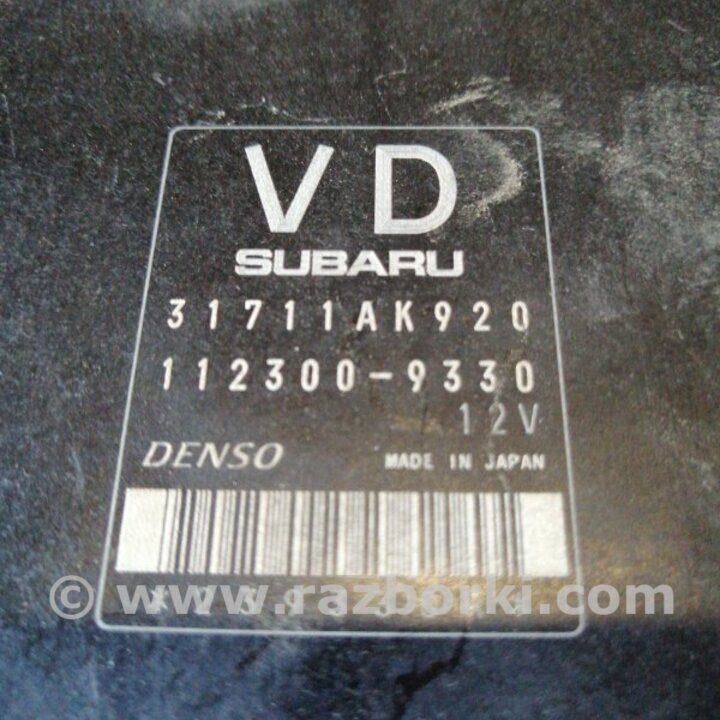 VD
SUBARU
31711AK920
112300-9330
12V
DENSO MADE IN JAPAN
© www.razborki.com